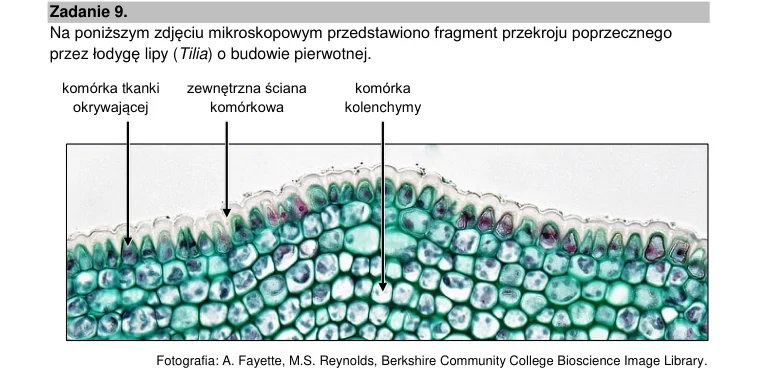 Zadanie 9.
Na poniższym zdjęciu mikroskopowym przedstawiono fragment przekroju poprzecznego
przez łodygę lipy (Tilia) o budowie pierwotnej.
komórka tkanki
okrywającej
zewnętrzna ściana
komórkowa
komórka
kolenchymy
Fotografia: A. Fayette, M.S. Reynolds, Berkshire Community College Bioscience Image Library.